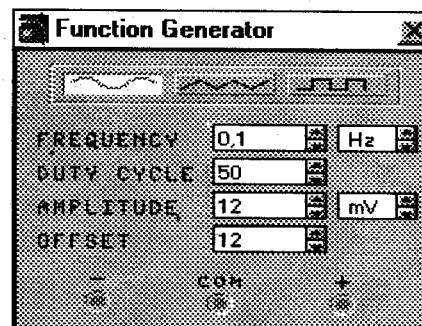 Function Generator
FREQUENCY 0,1 Hz
DUTY CYCLE 50
AMPLITUDE 12 mV
OFFSET 12
− COM +